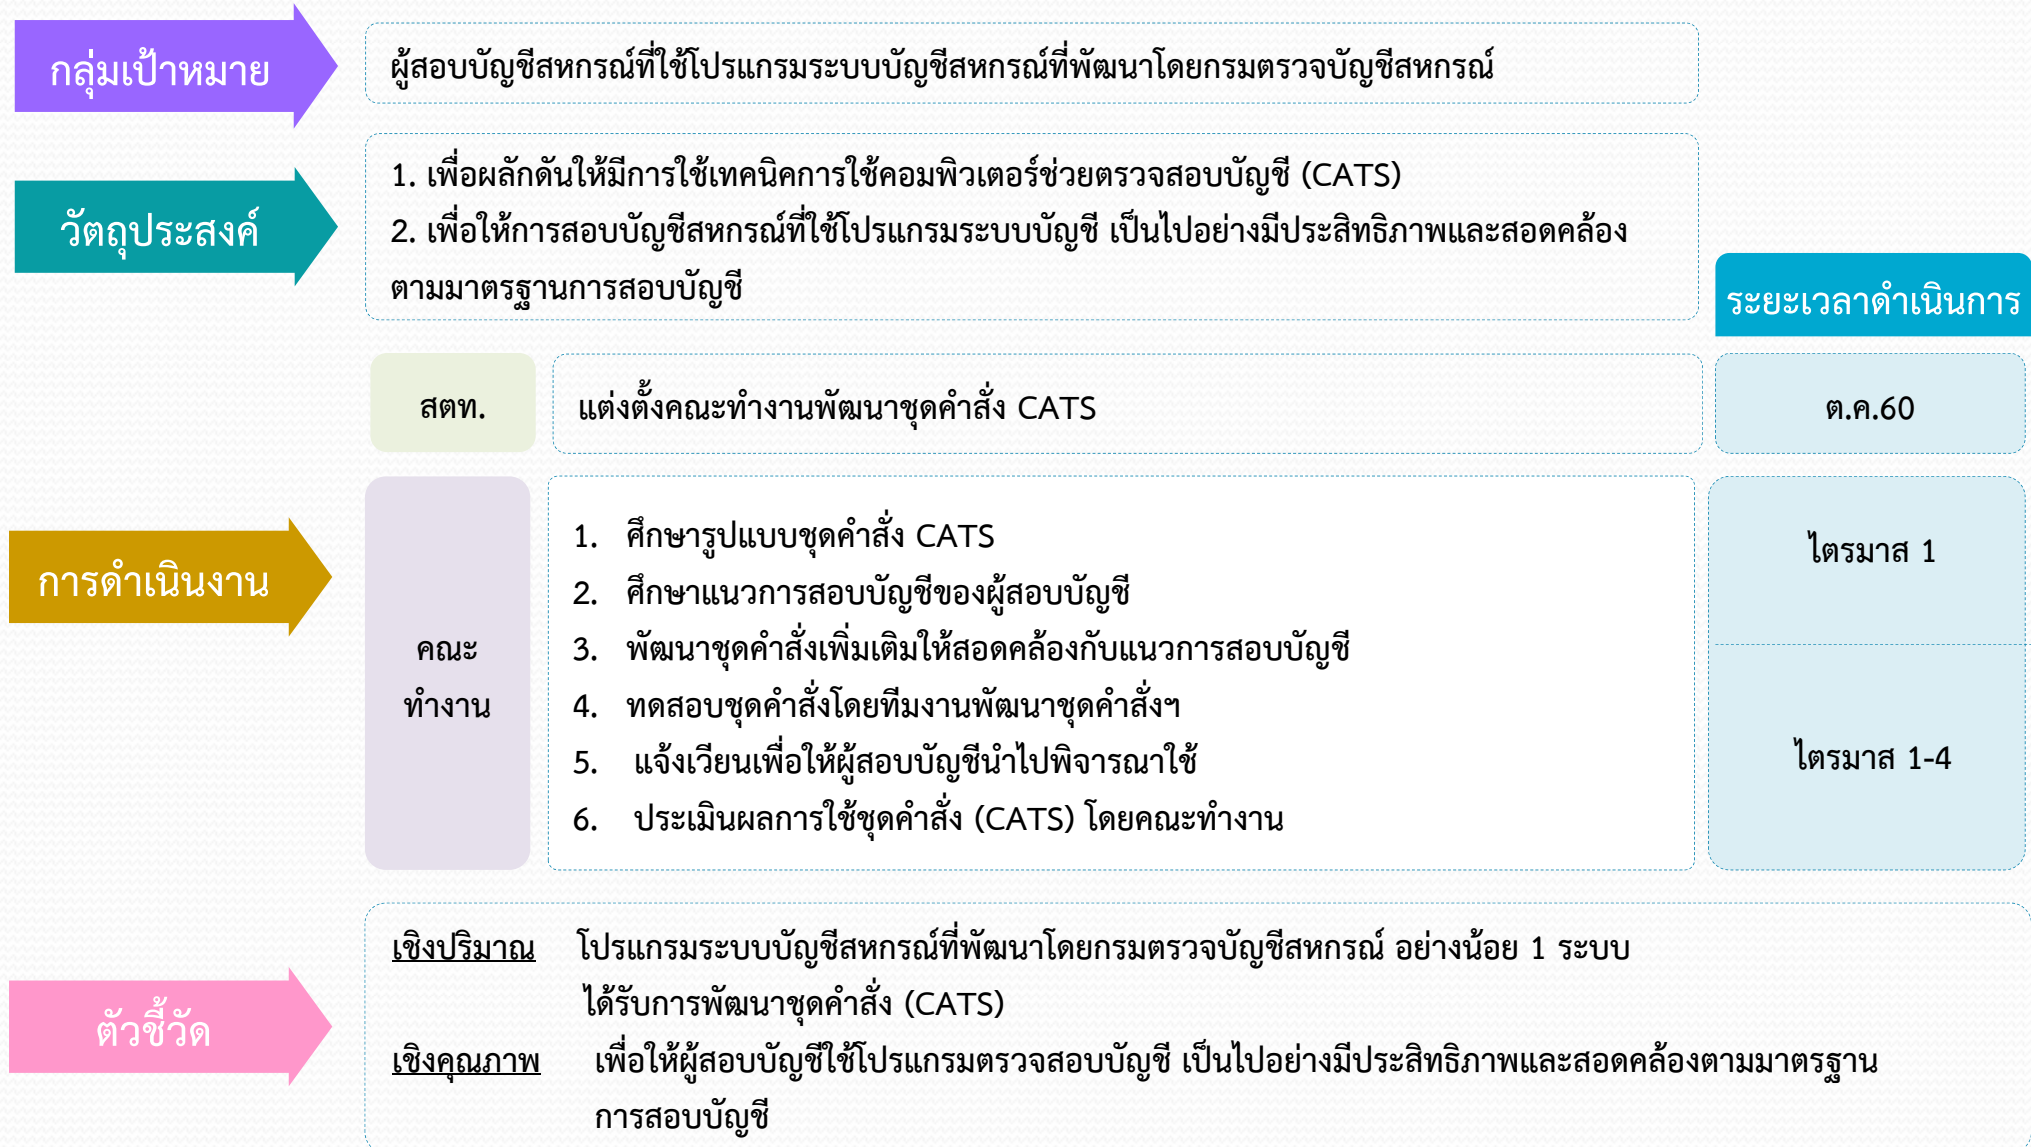 กลุ่มเป้าหมาย
ผู้สอบบัญชีสหกรณ์ที่ใช้โปรแกรมระบบบัญชีสหกรณ์ที่พัฒนาโดยกรมตรวจบัญชีสหกรณ์
วัตถุประสงค์
1. เพื่อผลักดันให้มีการใช้เทคนิคการใช้คอมพิวเตอร์ช่วยตรวจสอบบัญชี (CATS)
2. เพื่อให้การสอบบัญชีสหกรณ์ที่ใช้โปรแกรมระบบบัญชี เป็นไปอย่างมีประสิทธิภาพและสอดคล้อง
ตามมาตรฐานการสอบบัญชี
ระยะเวลาดำเนินการ
สตท.
แต่งตั้งคณะทำงานพัฒนาชุดคำสั่ง CATS
ต.ค.60
การดำเนินงาน
คณะ
ทำงาน
1. ศึกษารูปแบบชุดคำสั่ง CATS
2. ศึกษาแนวการสอบบัญชีของผู้สอบบัญชี
3. พัฒนาชุดคำสั่งเพิ่มเติมให้สอดคล้องกับแนวการสอบบัญชี
4. ทดสอบชุดคำสั่งโดยทีมงานพัฒนาชุดคำสั่งฯ
5. แจ้งเวียนเพื่อให้ผู้สอบบัญชีนำไปพิจารณาใช้
6. ประเมินผลการใช้ชุดคำสั่ง (CATS) โดยคณะทำงาน
ไตรมาส 1
ไตรมาส 1-4
ตัวชี้วัด
เชิงปริมาณ โปรแกรมระบบบัญชีสหกรณ์ที่พัฒนาโดยกรมตรวจบัญชีสหกรณ์ อย่างน้อย 1 ระบบ
ได้รับการพัฒนาชุดคำสั่ง (CATS)
เชิงคุณภาพ เพื่อให้ผู้สอบบัญชีใช้โปรแกรมตรวจสอบบัญชี เป็นไปอย่างมีประสิทธิภาพและสอดคล้องตามมาตรฐาน
การสอบบัญชี